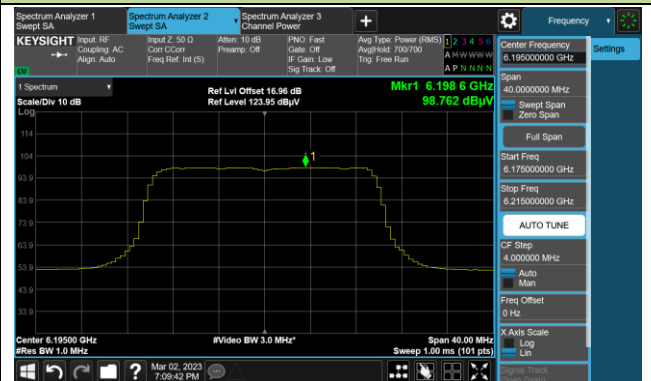 Spectrum Analyzer 1
Swept SA
Spectrum Analyzer 2
Swept SA
Spectrum Analyzer 3
Channel Power
Frequency
KEYSIGHT
Input: RF
Coupling: AC
Align: Auto
Input Z: 50 Ω
Corr CCorr
Freq Ref: Int (S)
Atten: 10 dB
Preamp: Off
PNO: Fast
Gate: Off
IF Gain: Low
Sig Track: Off
Avg Type: Power (RMS)
Avg|Hold: 700/700
Trig: Free Run
1 2 3 4 5 6
A W W W W W
A P N N N N
1 Spectrum
Scale/Div 10 dB
Log
Ref Lvl Offset 16.96 dB
Ref Level 123.95 dBμV
Mkr1 6.198 6 GHz
98.762 dBμV
1
114
104
93.9
83.9
73.9
63.9
53.9
43.9
33.9
Center 6.19500 GHz
#Res BW 1.0 MHz
#Video BW 3.0 MHz*
Span 40.00 MHz
Sweep 1.00 ms (101 pts)
Mar 02, 2023
7:09:42 PM
Center Frequency
6.195000000 GHz
Settings
Span
40.0000000 MHz
Swept Span
Zero Span
Full Span
Start Freq
6.175000000 GHz
Stop Freq
6.215000000 GHz
AUTO TUNE
CF Step
4.000000 MHz
Auto
Man
Freq Offset
0 Hz
X Axis Scale
Log
Lin
Signal Track
(Span Zoom)